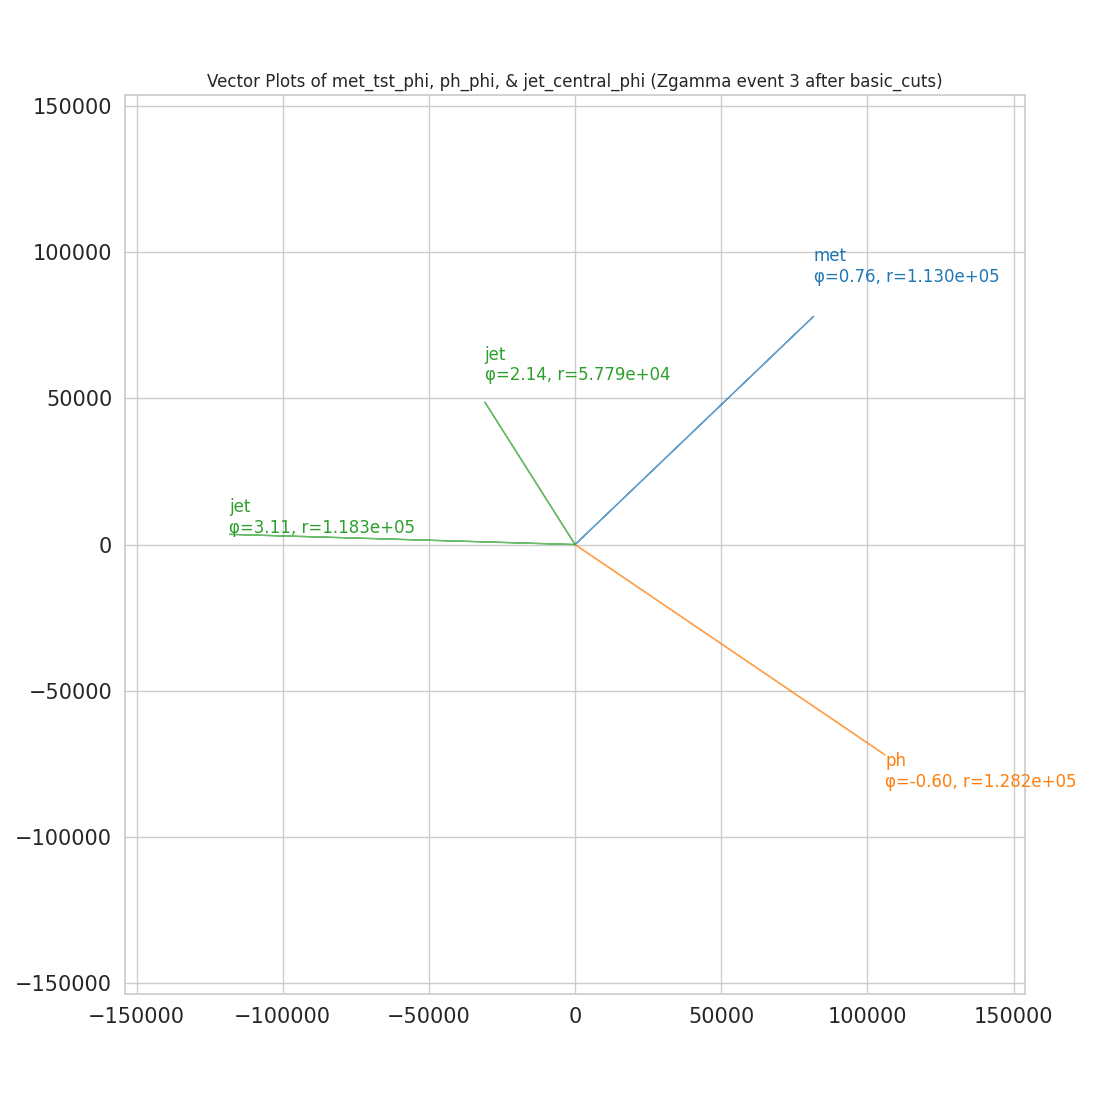 Vector Plots of met_tst_phi, ph_phi, & jet_central_phi (Zgamma event 3 after basic_cuts)
150000
100000
50000
0
−50000
−100000
−150000
met
φ=0.76, r=1.130e+05
jet
φ=2.14, r=5.779e+04
jet
φ=3.11, r=1.183e+05
ph
φ=-0.60, r=1.282e+05
−150000
−100000
−50000
0
50000
100000
150000